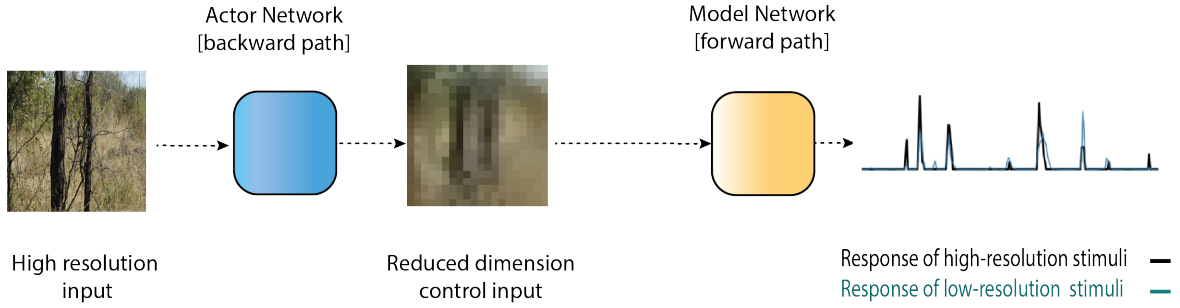 Actor Network
[backward path]
Model Network
[forward path]
High resolution
input
Reduced dimension
control input
Response of high-resolution stimuli
Response of low-resolution stimuli